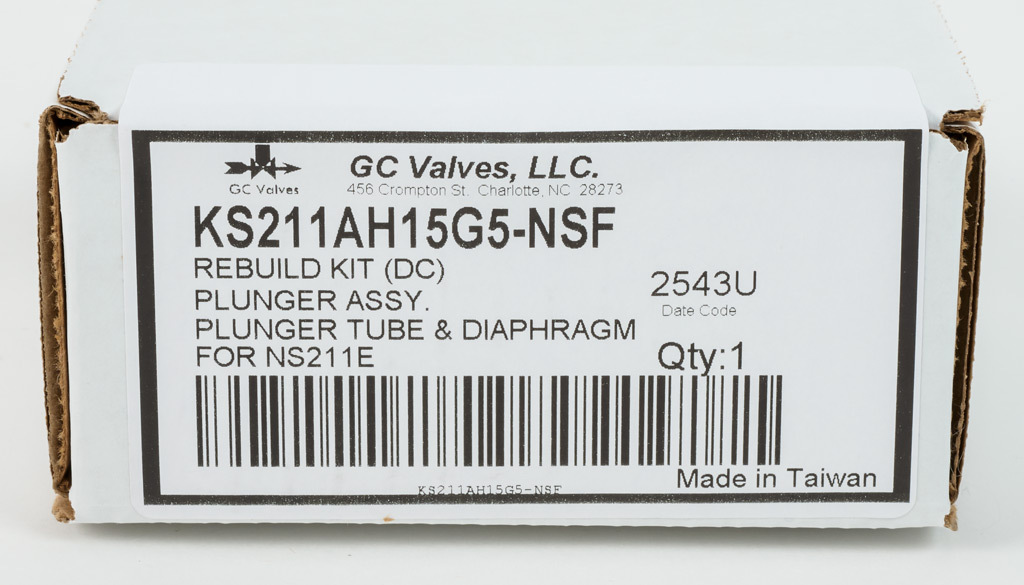 GC Valves
GC Valves, LLC.
456 Crompton St. Charlotte, NC 28273
KS211AH15G5-NSF
REBUILD KIT (DC)
PLUNGER ASSY.
PLUNGER TUBE & DIAPHRAGM
FOR NS211E
2543U
Date Code
Qty:1
KS211AH15G5-NSF
Made in Taiwan